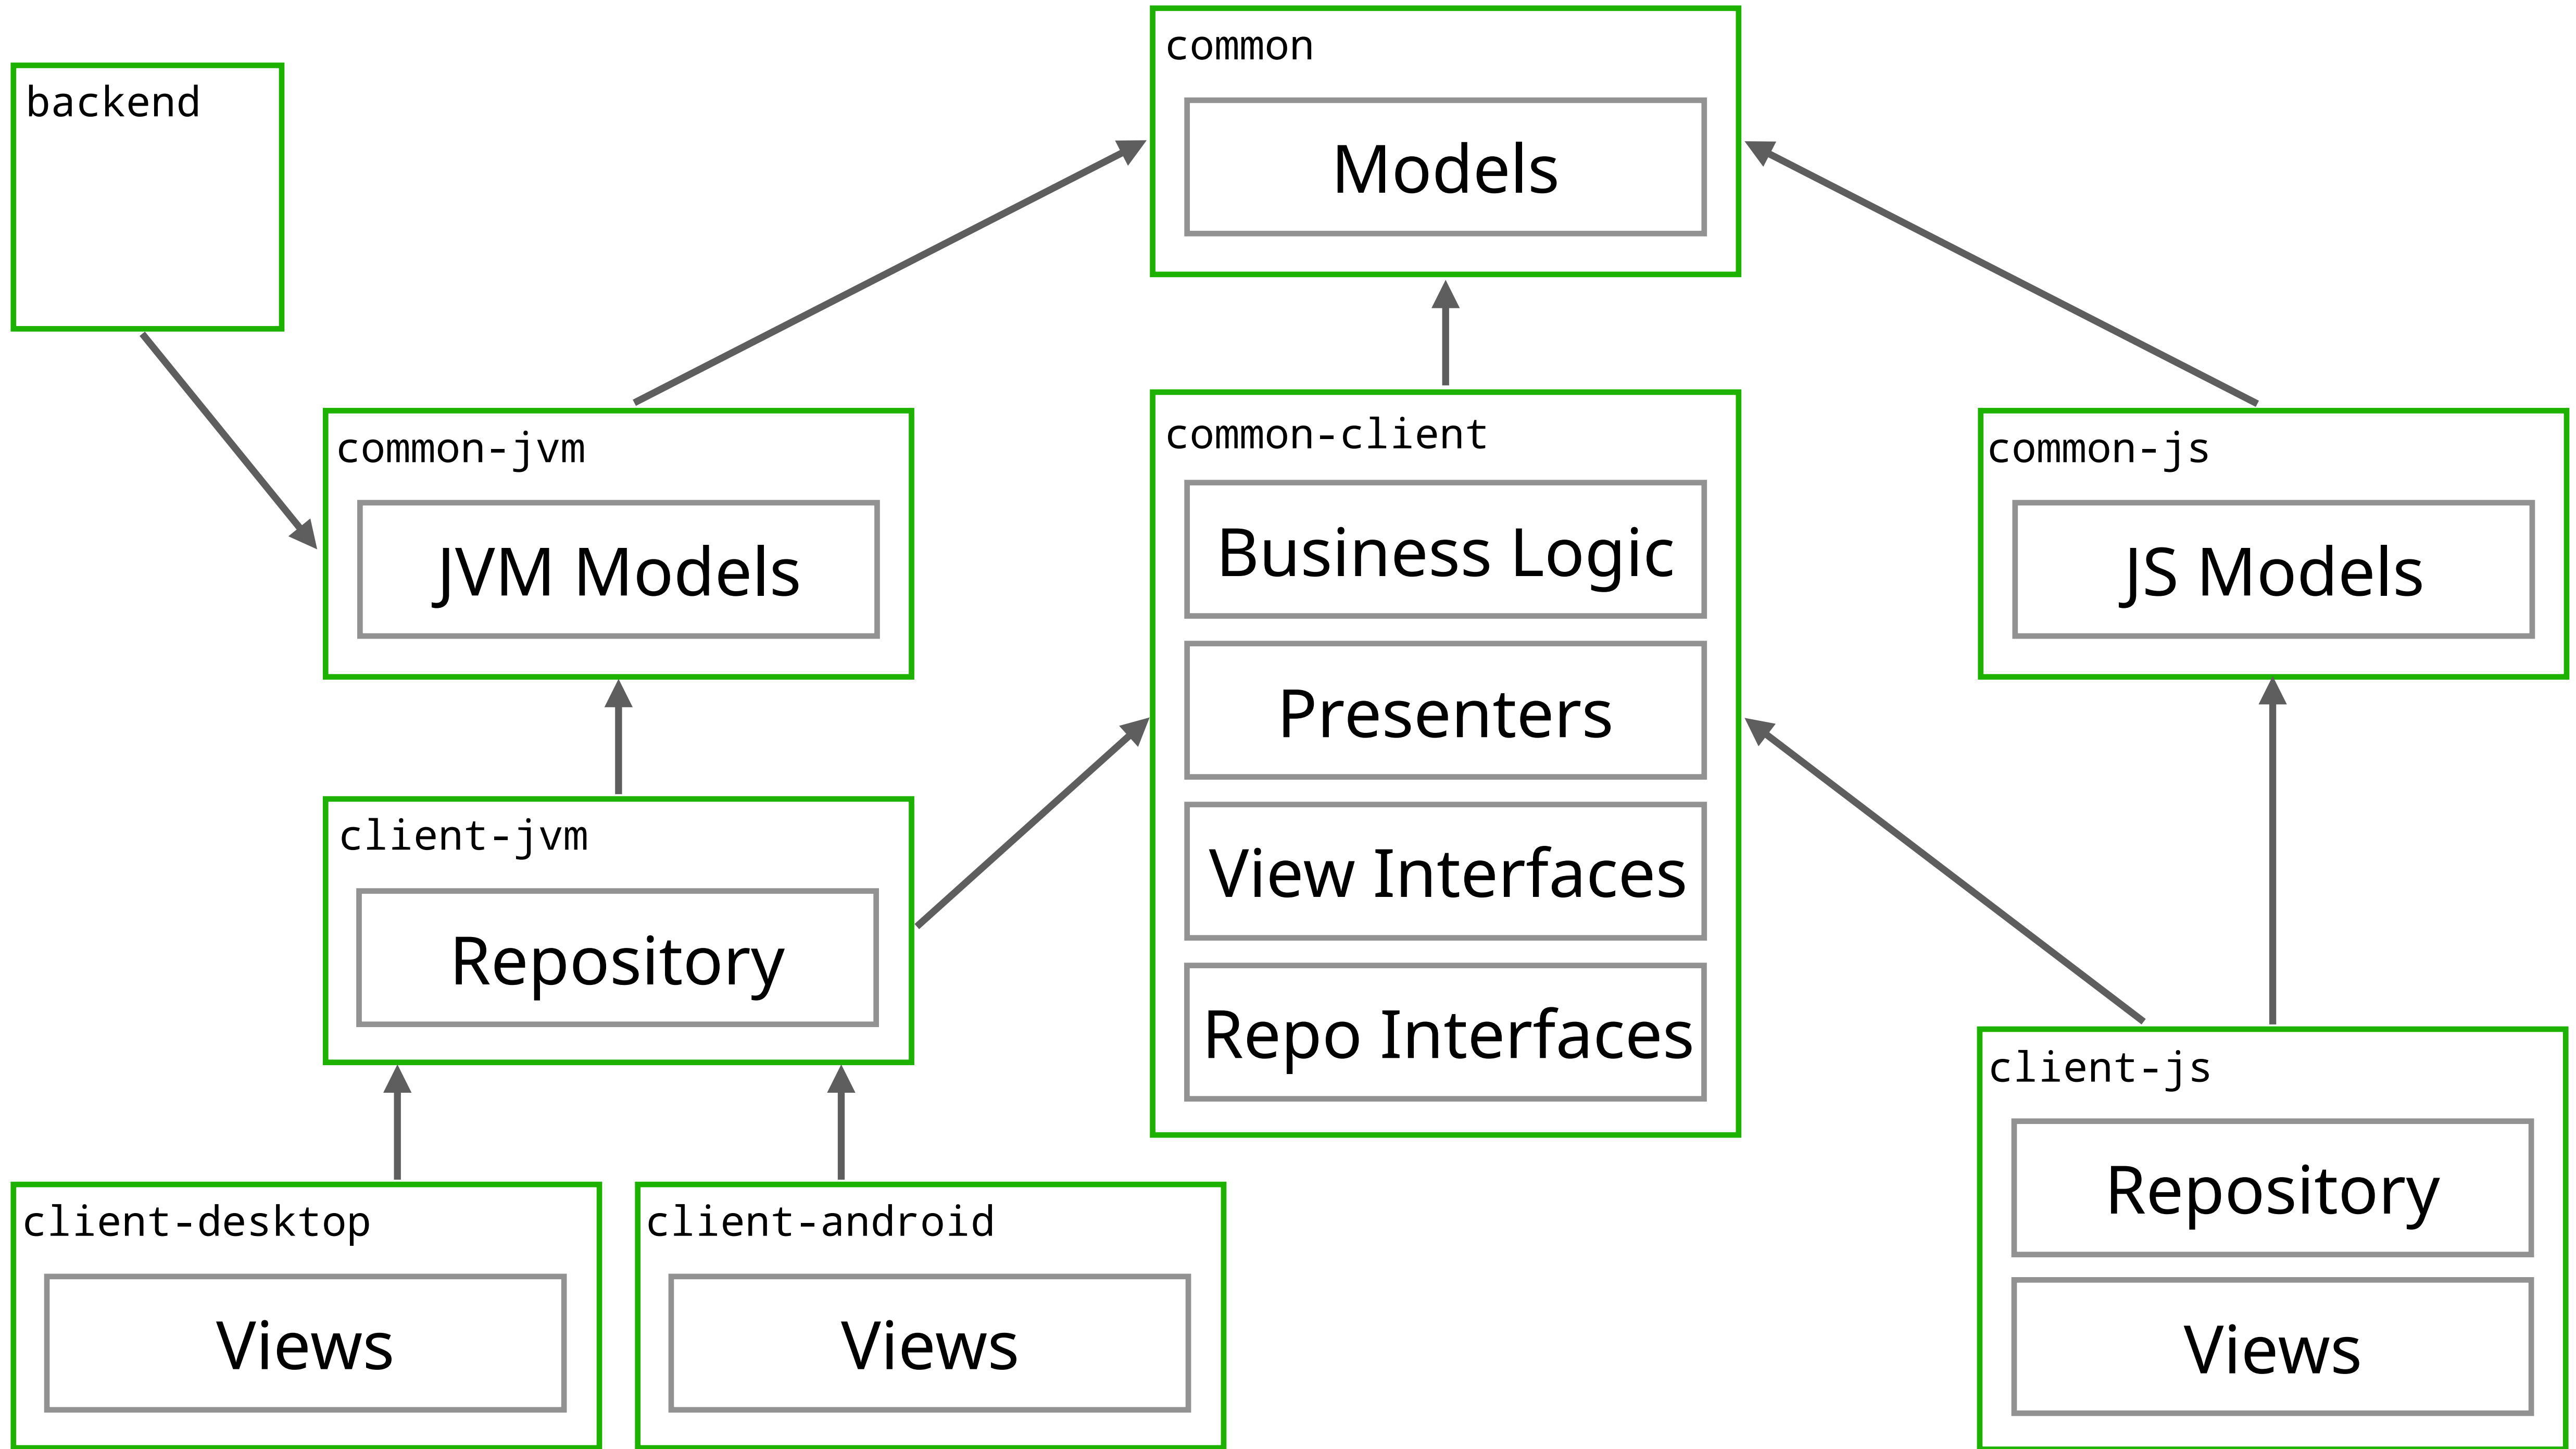 common
Models
backend
common-jvm
JVM Models
common-client
Business Logic
Presenters
View Interfaces
Repo Interfaces
common-js
JS Models
client-jvm
Repository
client-desktop
Views
client-android
Views
client-js
Repository
Views